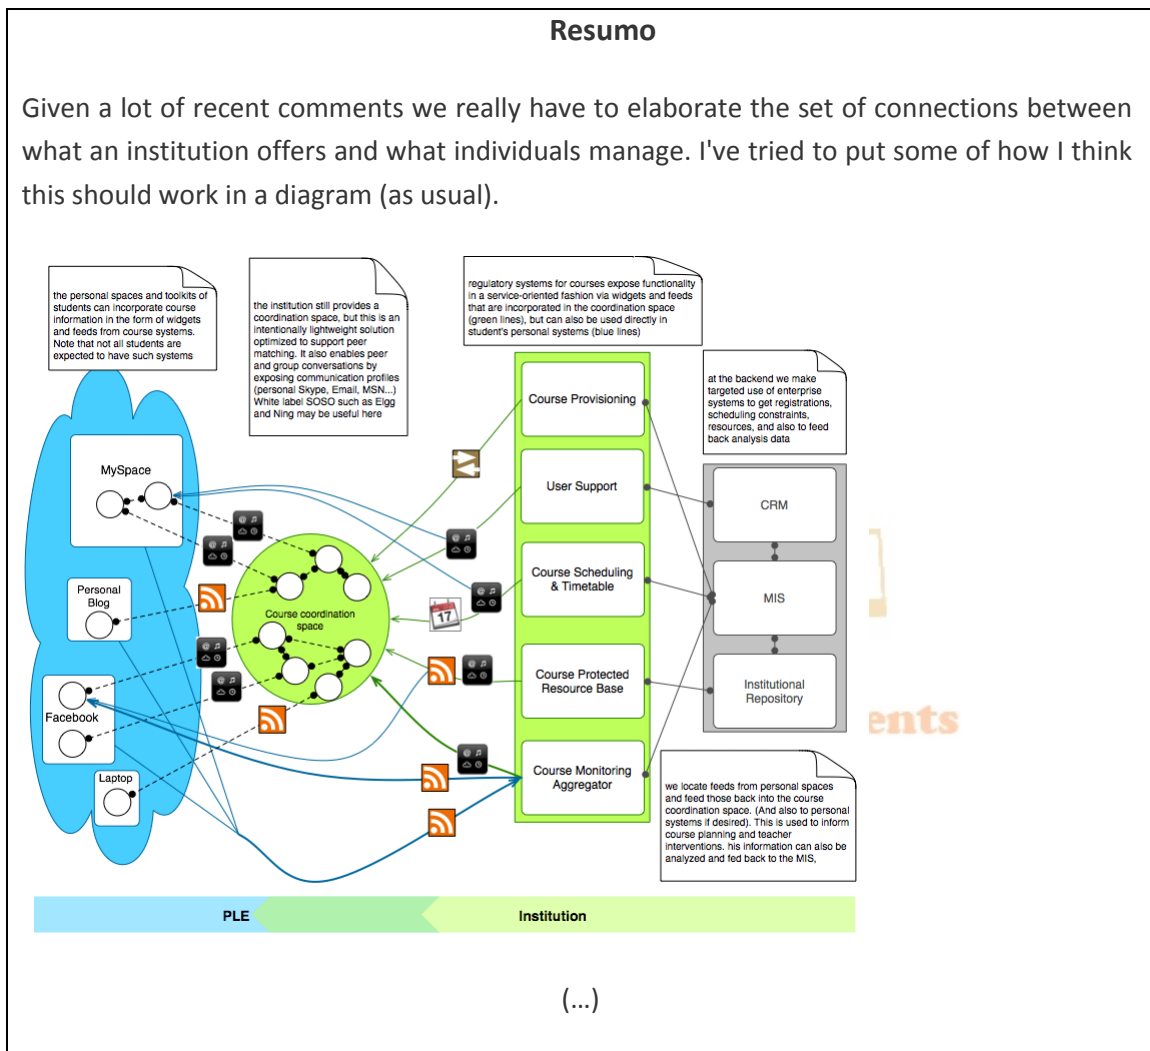 Resumo
Given a lot of recent comments we really have to elaborate the set of connections between
what an institution offers and what individuals manage. I've tried to put some of how I think
this should work in a diagram (as usual).
the personal spaces and toolkits of
students can incorporate course
information in the form of widgets
and feeds from course systems.
Note that not all students are
expected to have such systems
the institution still provides a
coordination space, but this is an
intentionally lightweight solution
optimized to support peer
matching. It also enables peer
and group conversations by
exposing communication profiles
(personal Skype, Email, MSN...)
White label SOSO such as Elgg
and Ning may be useful here
regulatory systems for courses expose functionality
in a service-oriented fashion via widgets and feeds
that are incorporated in the coordination space
(green lines), but can also be used directly in
student's personal systems (blue lines)
at the backend we make
targeted use of enterprise
systems to get registrations,
scheduling constraints,
resources, and also to feed
back analysis data
MySpace
Personal
Blog
Facebook
Laptop
Course coordination
space
17
Course Provisioning
User Support
Course Scheduling
& Timetable
Course Protected
Resource Base
Course Monitoring
Aggregator
CRM
MIS
Institutional
Repository
ents
we locate feeds from personal spaces
and feed those back into the course
coordination space. (And also to personal
systems if desired). This is used to inform
course planning and teacher
interventions. his information can also be
analyzed and fed back to the MIS,
PLE
Institution
(...)